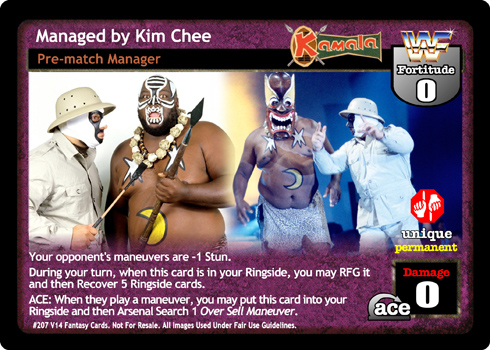 Managed by Kim Chee
Kamala
WF
Pre-match Manager
Fortitude
0
unique
permanent
Your opponent's maneuvers are -1 Stun.
During your turn, when this card is in your Ringside, you may RFG it
and then Recover 5 Ringside cards.
ACE: When they play a maneuver, you may put this card into your
Ringside and then Arsenal Search 1 Over Sell Maneuver.
Damage
0
ace
#207 V14 Fantasy Cards. Not For Resale. All Images Used Under Fair Use Guidelines.